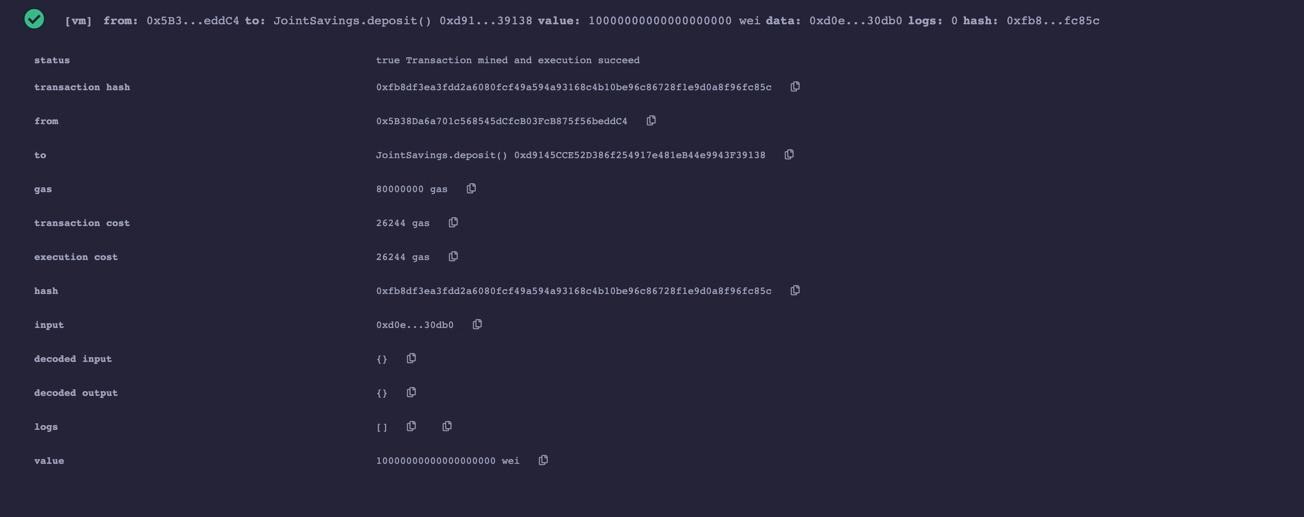 [vm] from: 0x5B3...eddC4 to: JointSavings.deposit() 0xd91...39138 value: 10000000000000000000 wei data: 0xd0e...30db0 logs: 0 hash: 0xfb8...fc85c
status true Transaction mined and execution succeed
transaction hash 0xfb8df3ea3fdd2a6080fcf49a594a93168c4b10be96c86728f1e9d0a8f96fc85c
from 0x5B38Da6a701c568545dCfcB03FcB875f56beddC4
to JointSavings.deposit() 0xd9145CCE52D386f254917e481eB44e9943F39138
gas 80000000 gas
transaction cost 26244 gas
execution cost 26244 gas
hash 0xfb8df3ea3fdd2a6080fcf49a594a93168c4b10be96c86728f1e9d0a8f96fc85c
input 0xd0e...30db0
decoded input {}
decoded output {}
logs []
value 10000000000000000000 wei